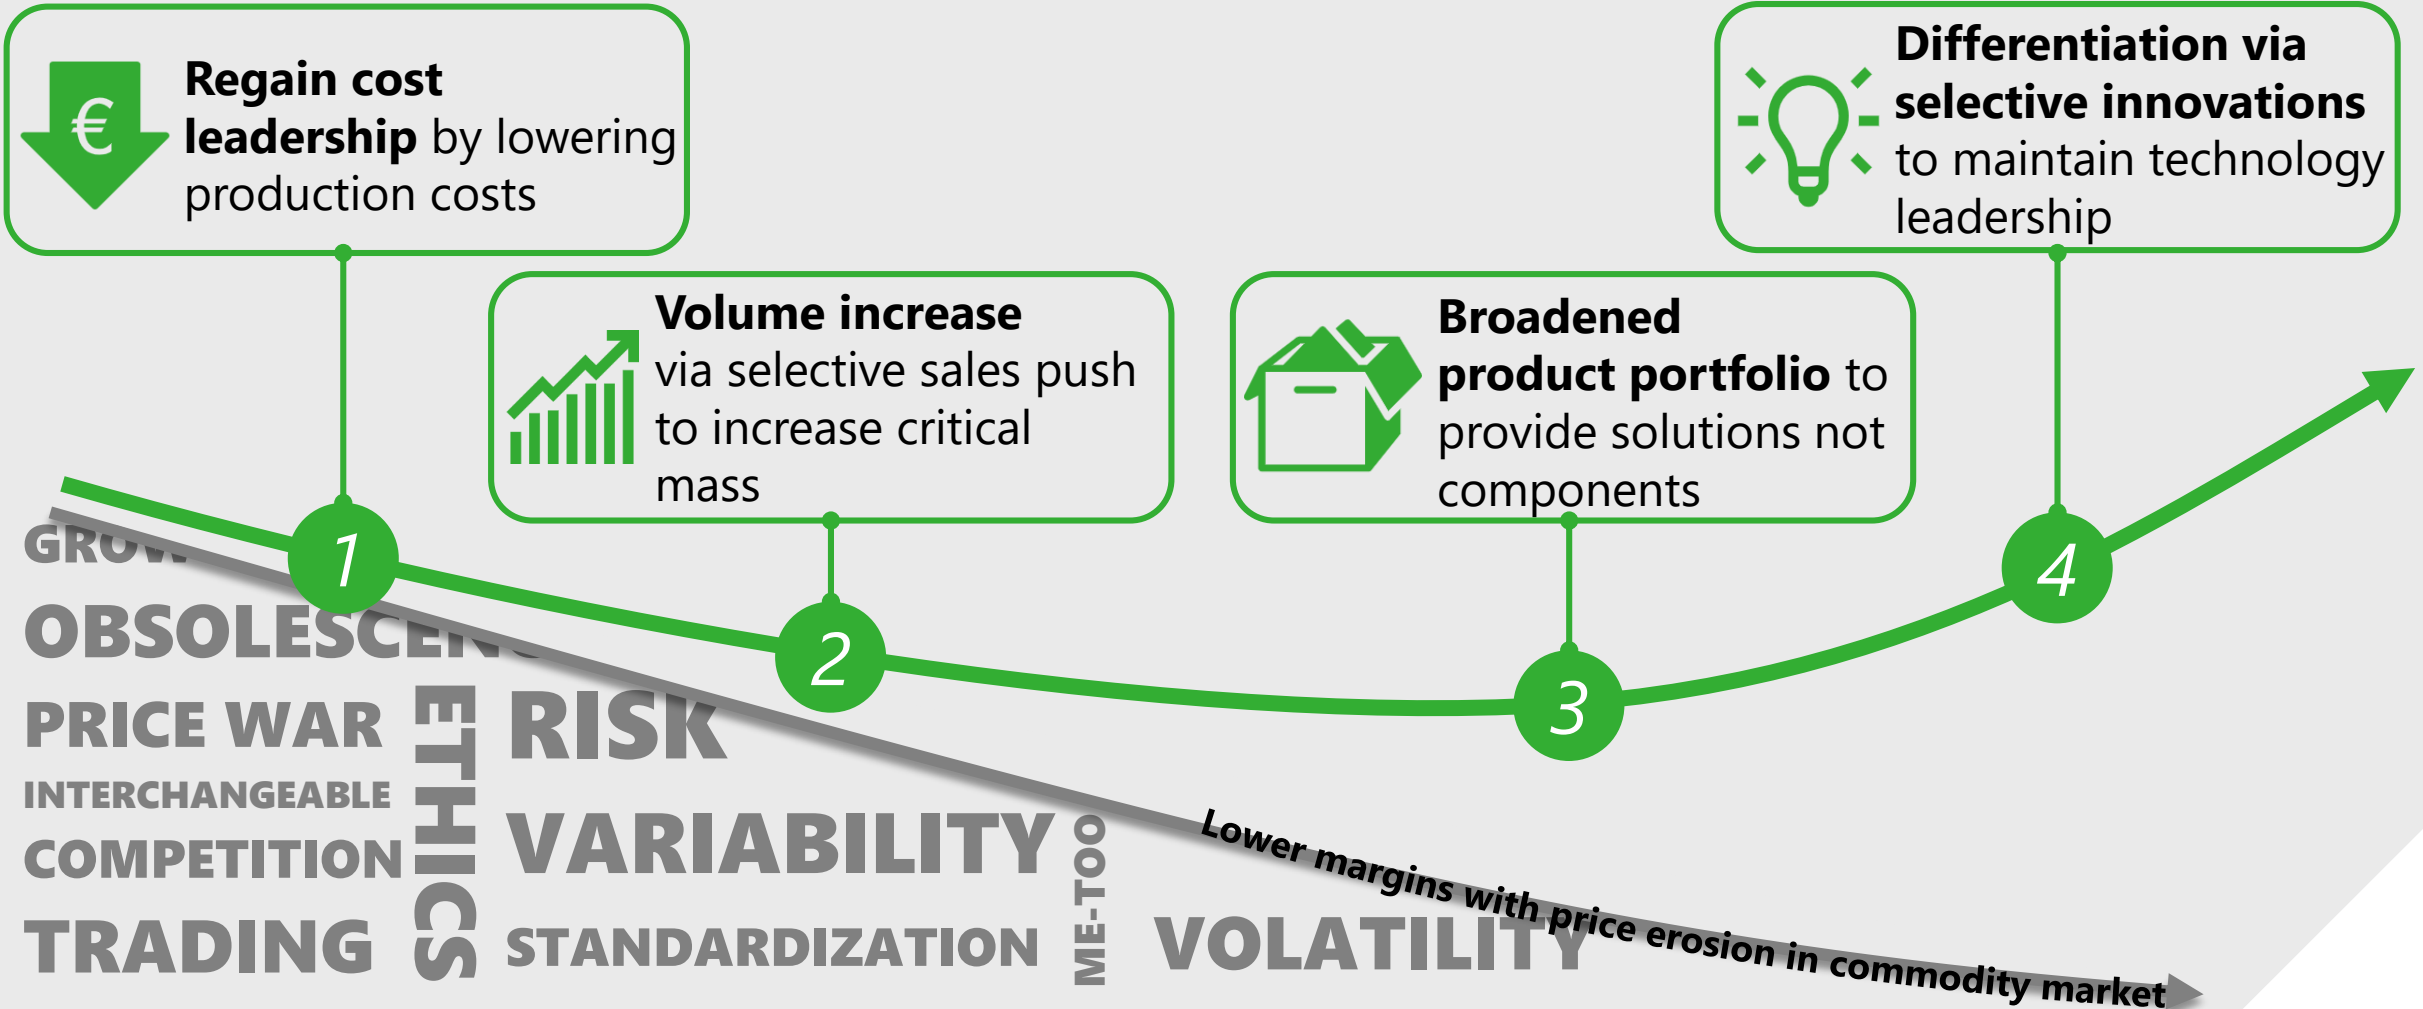 €
Regain cost
leadership by lowering
production costs
Volume increase
via selective sales push
to increase critical
mass
Broadened
product portfolio to
provide solutions not
components
Differentiation via
selective innovations
to maintain technology
leadership
1
2
3
4
OBSOLESCENC
PRICE WAR
INTERCHANGEABLE
COMPETITION
TRADING
ETHICS
RISK
VARIABILITY
STANDARDIZATION
ME-TOO
VOLATILITY
Lower margins with price erosion in commodity market